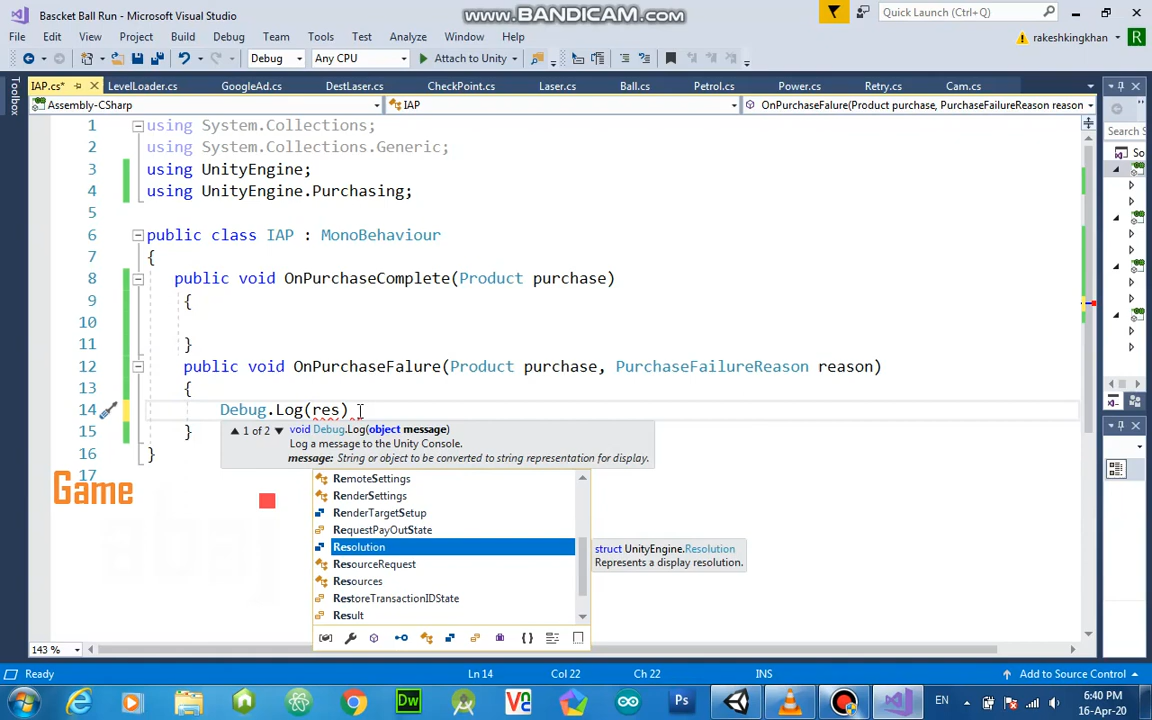 Bascket Ball Run - Microsoft Visual Studio
www.BANDICAM.com
Quick Launch (Ctrl+Q)
File Edit View Project Build Debug Team Tools Test Analyze Window Help
rakeshkingkhan R
Debug Any CPU Attach to Unity
Toolbox
IAP.cs* LevelLoader.cs GoogleAd.cs DestLaser.cs CheckPoint.cs Laser.cs Ball.cs Petrol.cs Power.cs Retry.cs Cam.cs
Assembly-CSharp IAP OnPurchaseFalure(Product purchase, PurchaseFailureReason reason)
Search S
So
1 using System.Collections;
2 using System.Collections.Generic;
3 using UnityEngine;
4 using UnityEngine.Purchasing;
5
6 public class IAP : MonoBehaviour
7 {
8 public void OnPurchaseComplete(Product purchase)
9 {
10
11 }
12 public void OnPurchaseFalure(Product purchase, PurchaseFailureReason reason)
13 {
14 Debug.Log(res)
15 }
16 }
17
1 of 2 void Debug.Log(object message)
Log a message to the Unity Console.
message: String or object to be converted to string representation for display.
Game
RemoteSettings
RenderSettings
RenderTargetSetup
RequestPayOutState
Resolution
ResourceRequest
Resources
RestoreTransactionIDState
Result
struct UnityEngine.Resolution
Represents a display resolution.
143 %
Ready Ln 14 Col 22 Ch 22 INS Add to Source Control
EN 6:40 PM
16-Apr-20